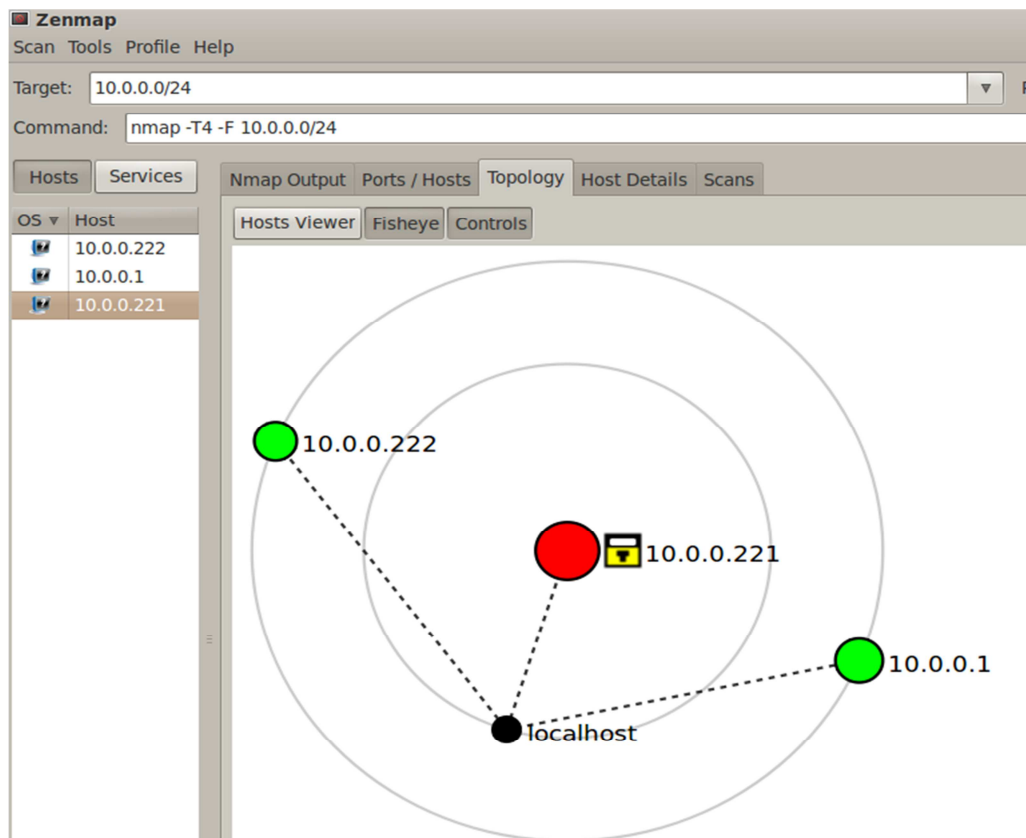 Zenmap
Scan Tools Profile Help
Target: 10.0.0.0/24
Command: nmap -T4 -F 10.0.0.0/24
Hosts Services
Nmap Output Ports / Hosts Topology Host Details Scans
OS Host
Hosts Viewer Fisheye Controls
10.0.0.222
10.0.0.1
10.0.0.221
10.0.0.222
10.0.0.221
10.0.0.1
localhost